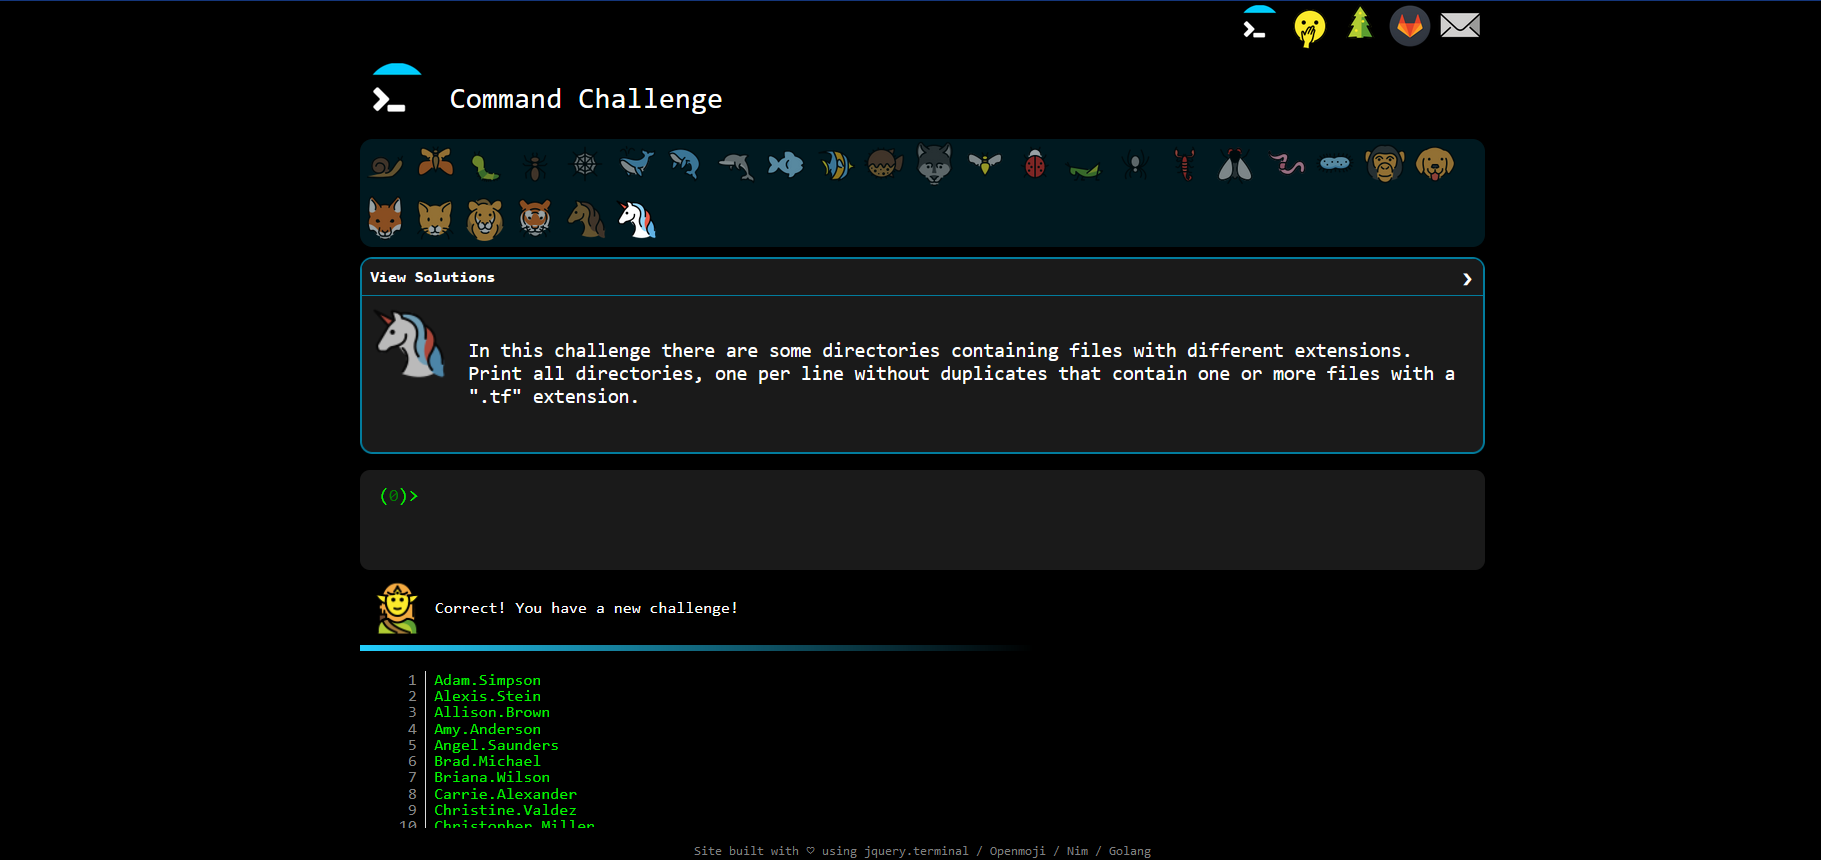 Command Challenge
View Solutions
In this challenge there are some directories containing files with different extensions.
Print all directories, one per line without duplicates that contain one or more files with a
".tf" extension.
(0)>
Correct! You have a new challenge!
1 Adam.Simpson
2 Alexis.Stein
3 Allison.Brown
4 Amy.Anderson
5 Angel.Saunders
6 Brad.Michael
7 Briana.Wilson
8 Carrie.Alexander
9 Christine.Valdez
10 Christopher.Miller
Site built with ♡ using jquery.terminal / Openmoji / Nim / Golang